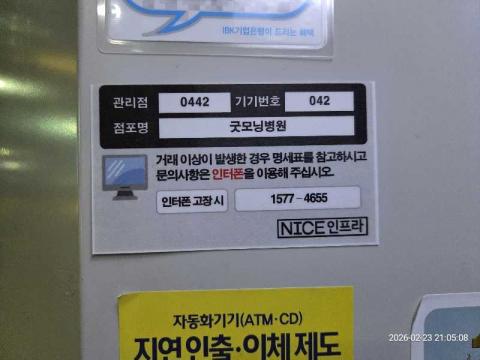 IBK기업은행이 드리는 혜택
관리점 0442 기기번호 042
점포명 굿모닝병원
거래 이상이 발생한 경우 명세표를 참고하시고
문의사항은 인터폰을 이용해 주십시오.
인터폰 고장 시 1577-4655
NICE인프라
자동화기기(ATM·CD)
지연 인출·이체 제도
2026-02-23 21:05:08